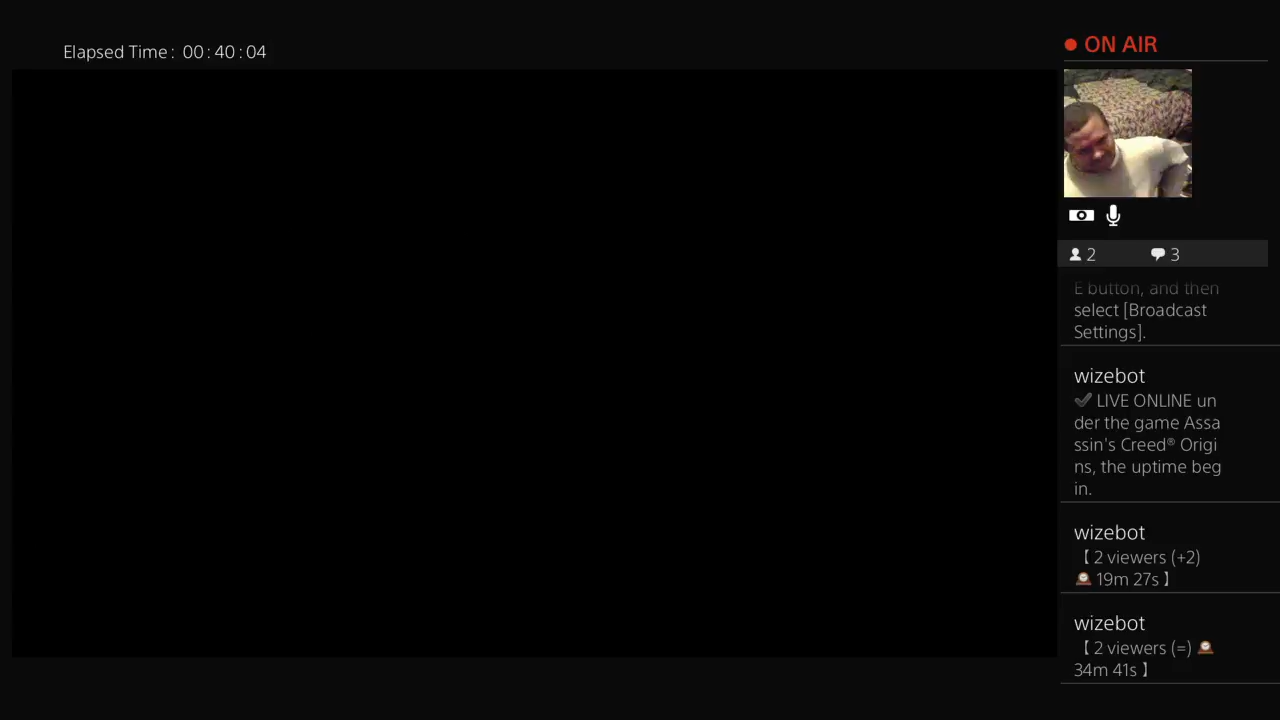 Elapsed Time: 00:40:04
ON AIR
2
3
E button, and then
select [Broadcast
Settings].
wizebot
✔ LIVE ONLINE un
der the game Assa
ssin's Creed® Origi
ns, the uptime beg
in.
wizebot
【2 viewers (+2)
🕰 19m 27s】
wizebot
【2 viewers (=) 🕰
34m 41s】